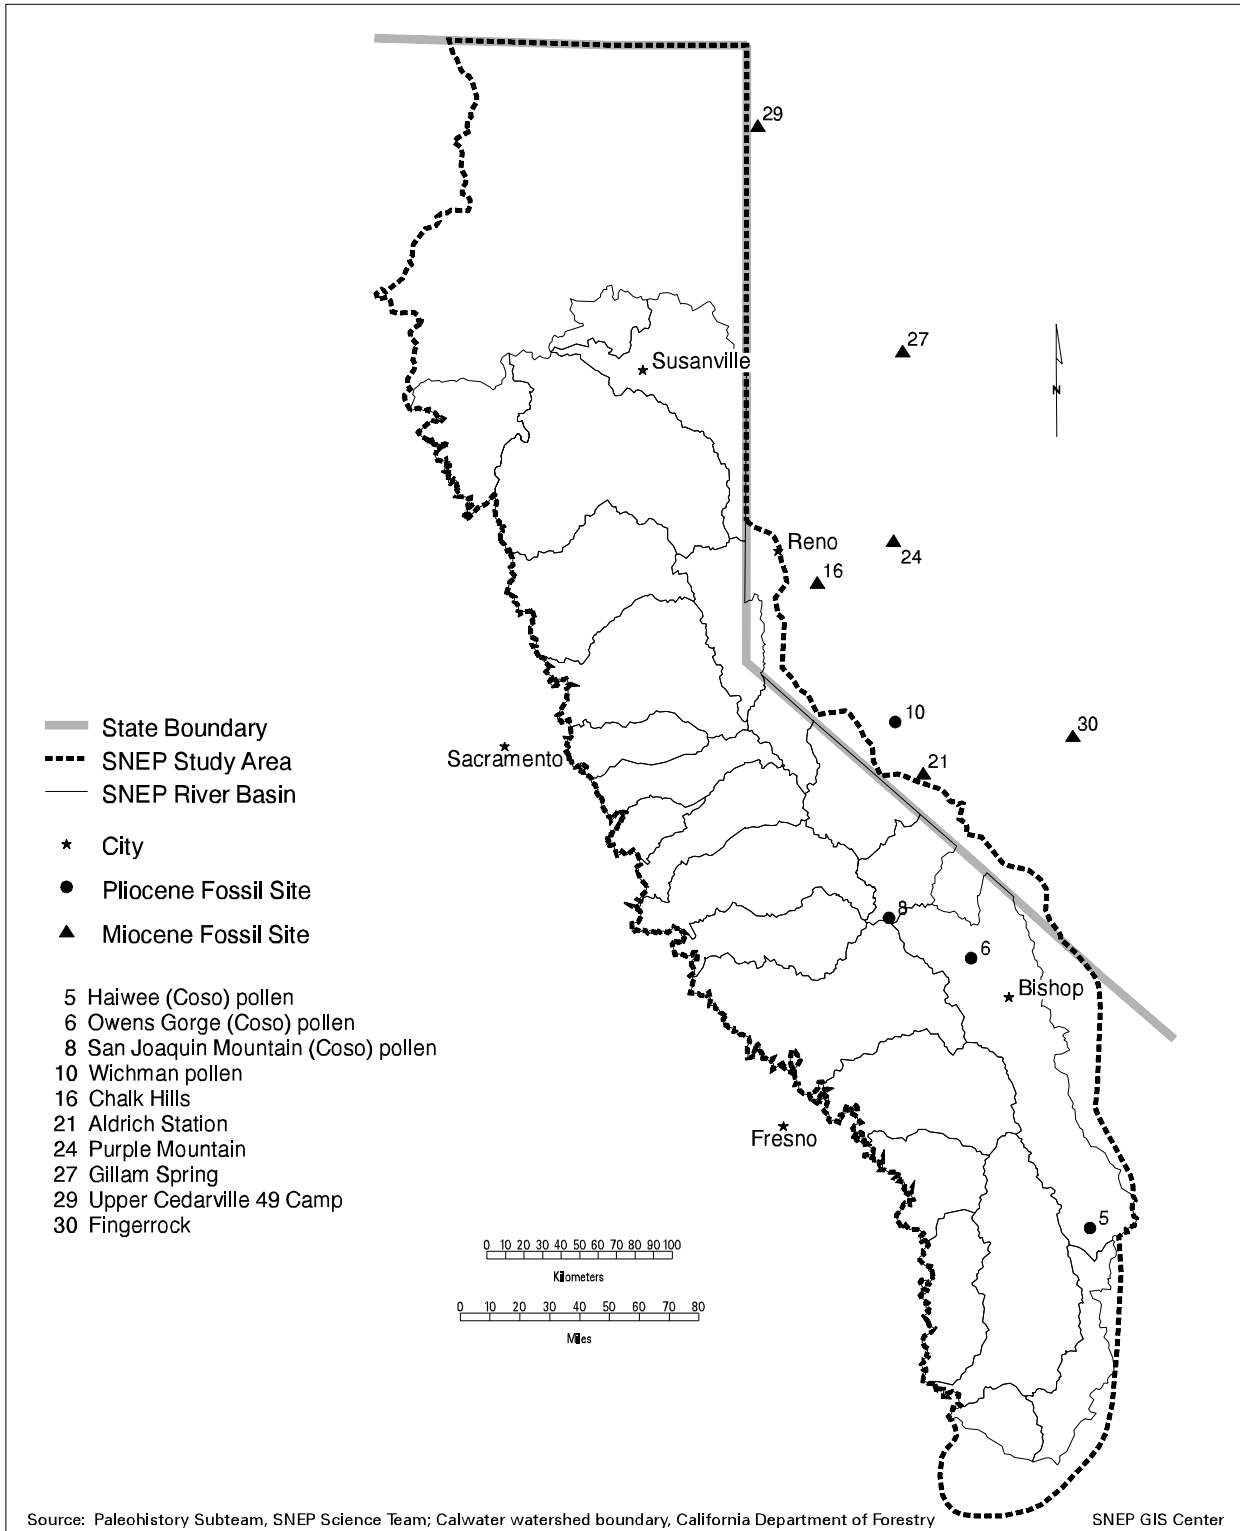 29
27
Susanville
N
Reno
24
16
10
30
21
State Boundary
SNEP Study Area
SNEP River Basin
Sacramento
City
Pliocene Fossil Site
Miocene Fossil Site
8
6
Bishop
5 Haiwee (Coso) pollen
6 Owens Gorge (Coso) pollen
8 San Joaquin Mountain (Coso) pollen
10 Wichman pollen
16 Chalk Hills
21 Aldrich Station
24 Purple Mountain
27 Gillam Spring
29 Upper Cedarville 49 Camp
30 Fingerrock
Fresno
5
0 10 20 30 40 50 60 70 80 90 100
Kilometers
0 10 20 30 40 50 60 70 80
Miles
Source: Paleohistory Subteam, SNEP Science Team; Calwater watershed boundary, California Department of Forestry
SNEP GIS Center